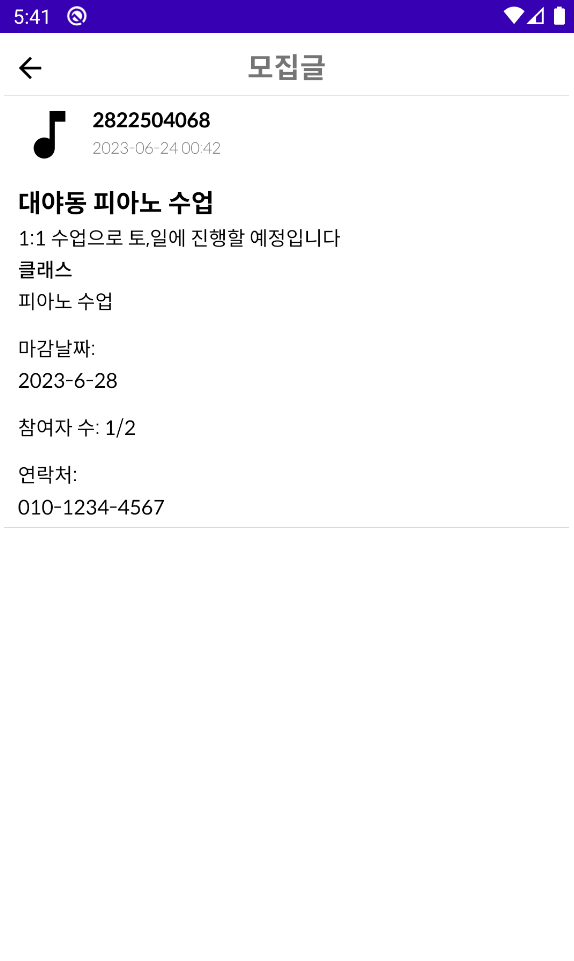 5:41
모집글
2822504068
2023-06-24 00:42
대야동 피아노 수업
1:1 수업으로 토,일에 진행할 예정입니다
클래스
피아노 수업
마감날짜:
2023-6-28
참여자 수: 1/2
연락처:
010-1234-4567